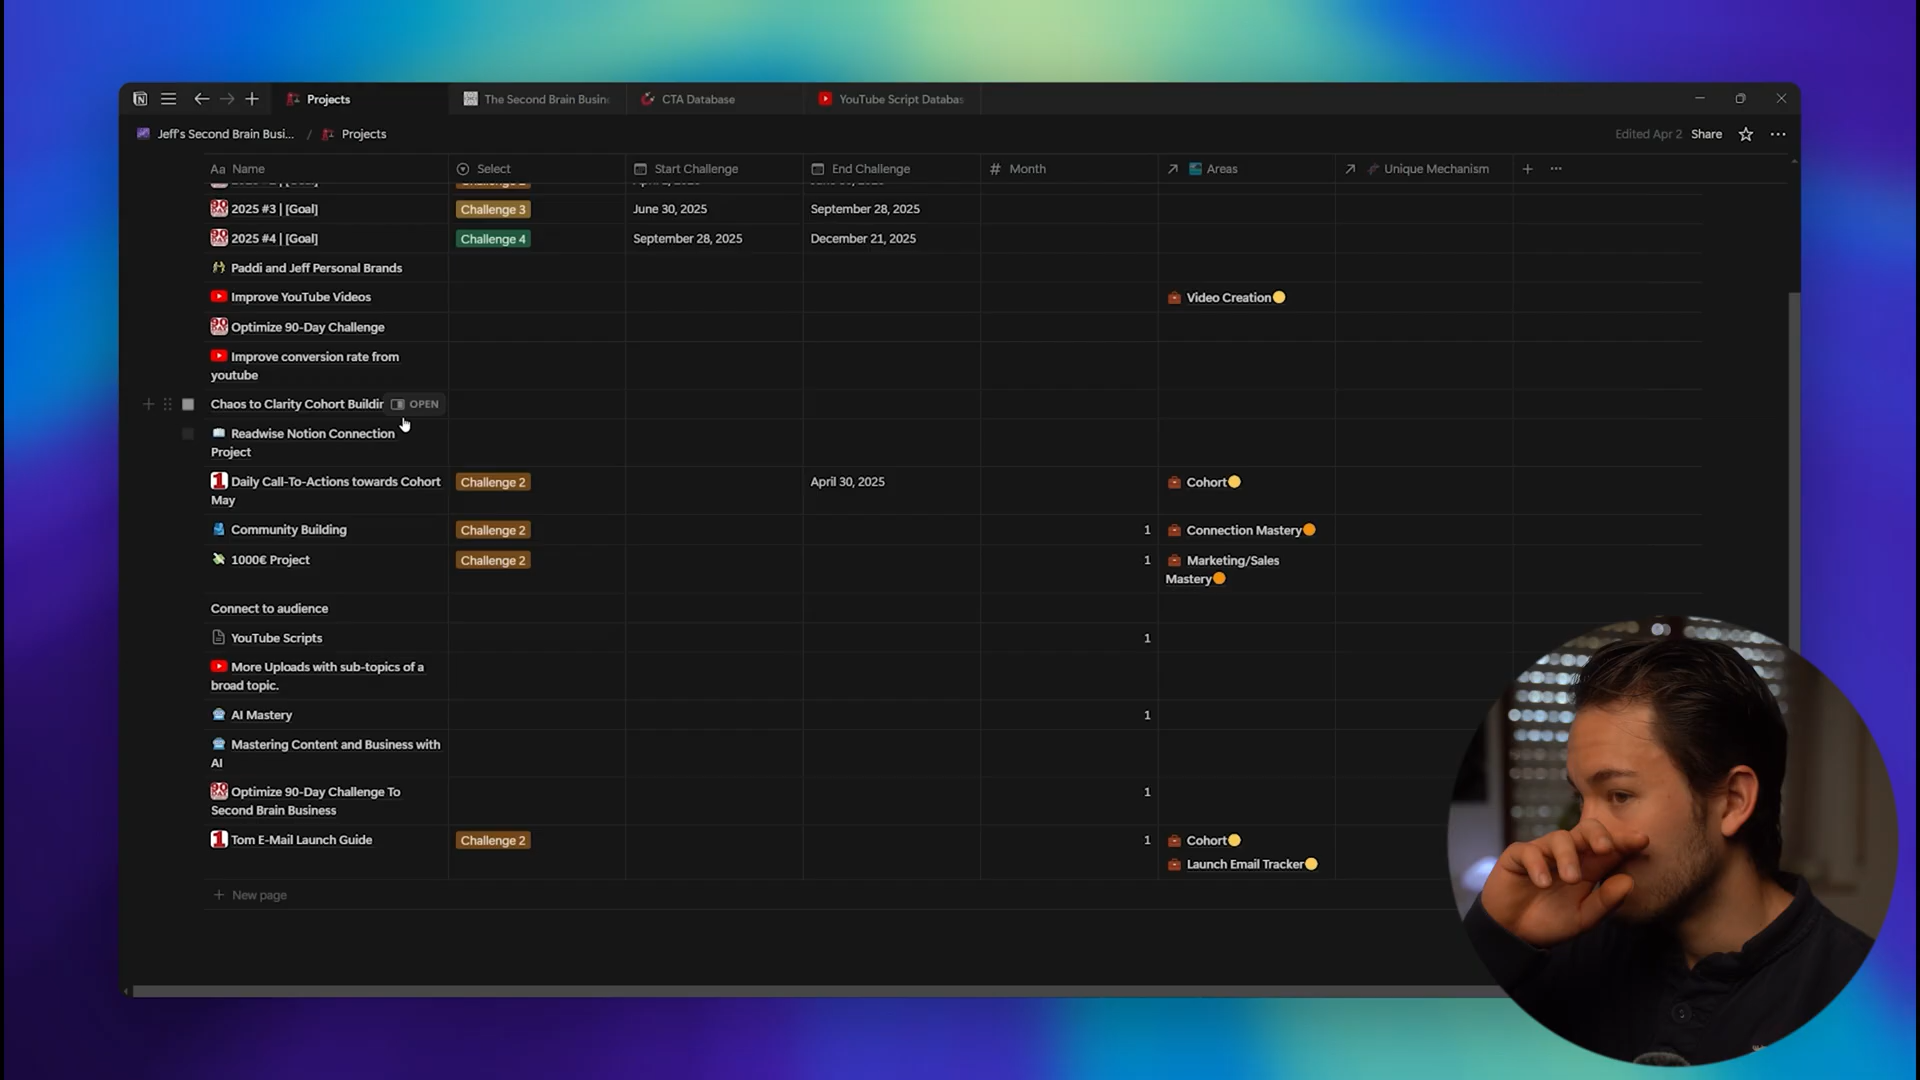 Projects
The Second Brain Busin
CTA Database
YouTube Script Databas
Jeff's Second Brain Busi... / Projects
Edited Apr 2 Share
Aa Name
Select
Start Challenge
End Challenge
# Month
Areas
Unique Mechanism
2025 #3 | [Goal] Challenge 3 June 30, 2025 September 28, 2025
2025 #4 | [Goal] Challenge 4 September 28, 2025 December 21, 2025
Paddi and Jeff Personal Brands
Improve YouTube Videos Video Creation
Optimize 90-Day Challenge
Improve conversion rate from
youtube
Chaos to Clarity Cohort Buildin OPEN
Readwise Notion Connection
Project
Daily Call-To-Actions towards Cohort Challenge 2 April 30, 2025 Cohort
May
Community Building Challenge 2 1 Connection Mastery
1000€ Project Challenge 2 1 Marketing/Sales
Mastery
Connect to audience
YouTube Scripts 1
More Uploads with sub-topics of a
broad topic.
AI Mastery 1
Mastering Content and Business with
AI
Optimize 90-Day Challenge To 1
Second Brain Business
Tom E-Mail Launch Guide Challenge 2 1 Cohort
Launch Email Tracker
+ New page